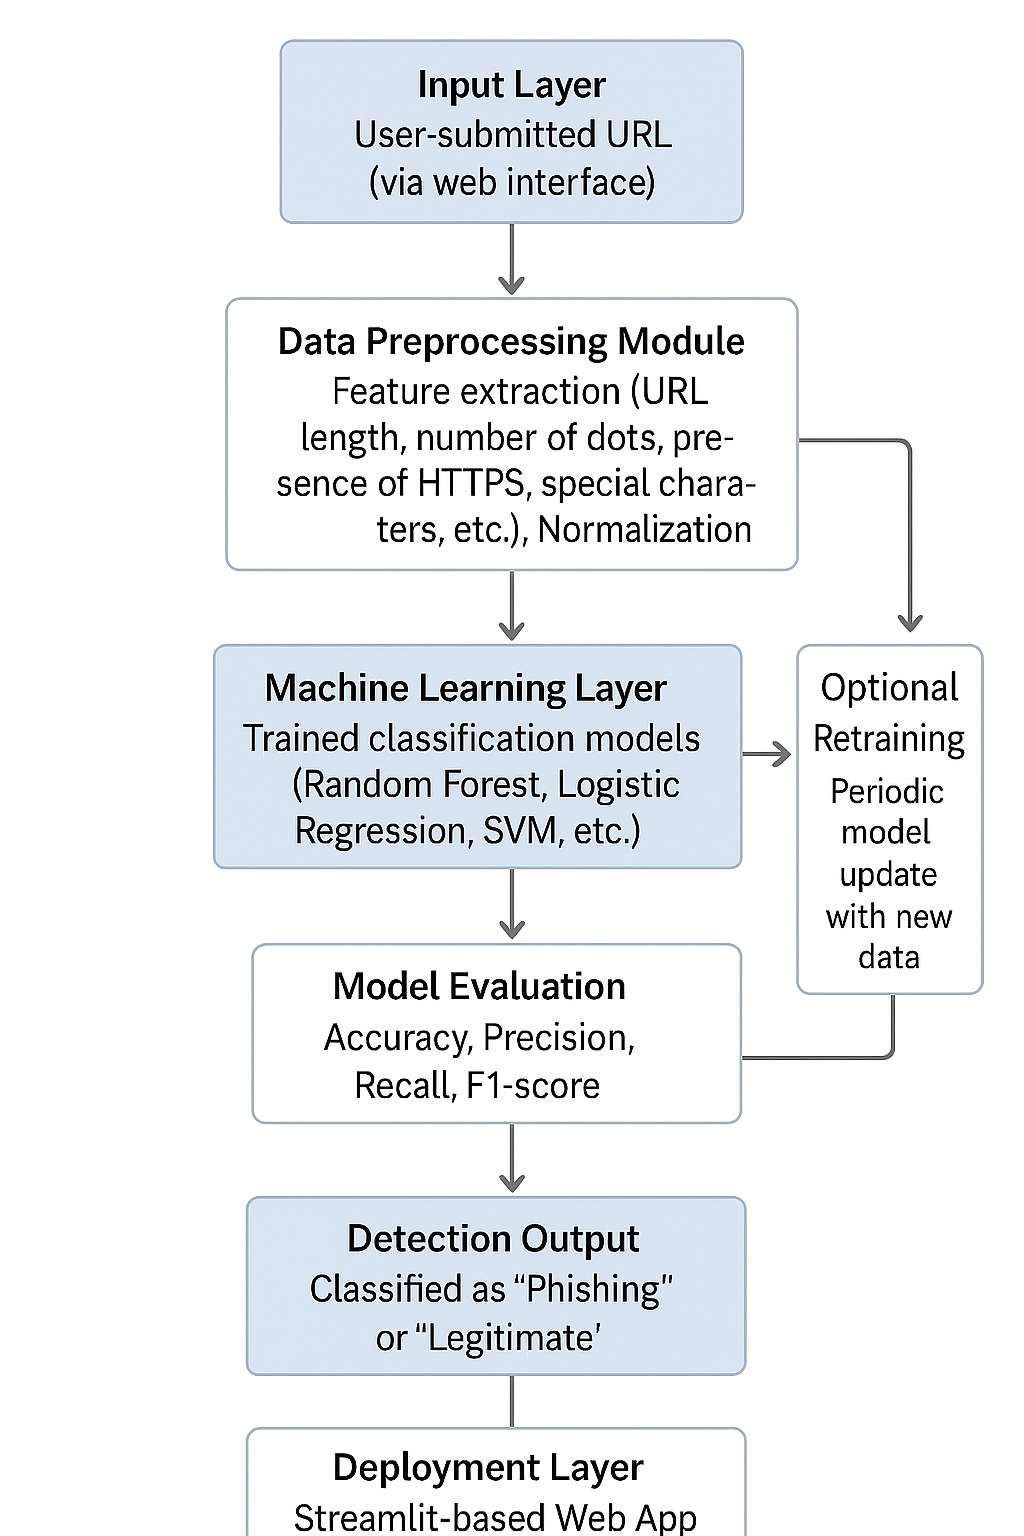 Input Layer
User-submitted URL
(via web interface)
Data Preprocessing Module
Feature extraction (URL
length, number of dots, pre-
sence of HTTPS, special chara-
ters, etc.), Normalization
Machine Learning Layer
Trained classification models
(Random Forest, Logistic
Regression, SVM, etc.)
Optional
Retraining
Periodic
model
update
with new
data
Model Evaluation
Accuracy, Precision,
Recall, F1-score
Detection Output
Classified as “Phishing”
or “Legitimate’
Deployment Layer
Streamlit-based Web App